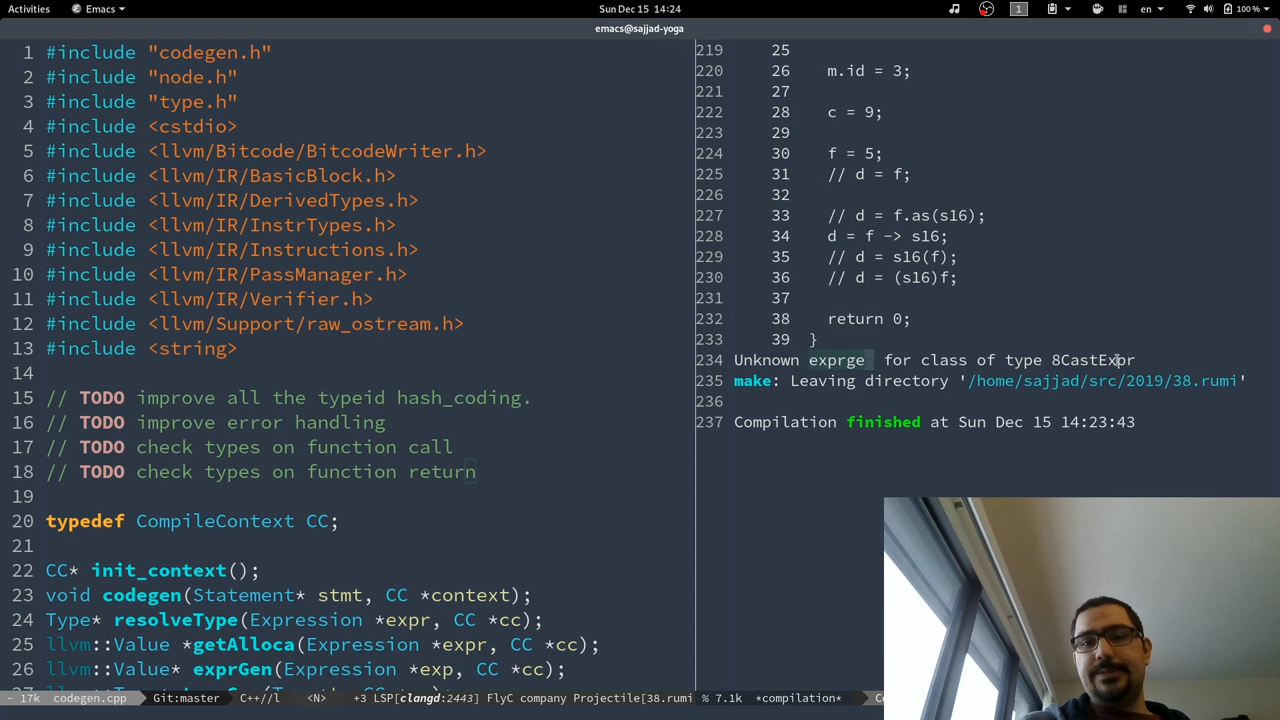 Activities Emacs Sun Dec 15 14:24 1 en 100 %
emacs@sajjad-yoga
1 #include "codegen.h"
2 #include "node.h"
3 #include "type.h"
4 #include <cstdio>
5 #include <llvm/Bitcode/BitcodeWriter.h>
6 #include <llvm/IR/BasicBlock.h>
7 #include <llvm/IR/DerivedTypes.h>
8 #include <llvm/IR/InstrTypes.h>
9 #include <llvm/IR/Instructions.h>
10 #include <llvm/IR/PassManager.h>
11 #include <llvm/IR/Verifier.h>
12 #include <llvm/Support/raw_ostream.h>
13 #include <string>
14
15 // TODO improve all the typeid hash_coding.
16 // TODO improve error handling
17 // TODO check types on function call
18 // TODO check types on function return
19
20 typedef CompileContext CC;
21
22 CC* init_context();
23 void codegen(Statement* stmt, CC *context);
24 Type* resolveType(Expression *expr, CC *cc);
25 llvm::Value *getAlloca(Expression *expr, CC *cc);
26 llvm::Value* exprGen(Expression *exp, CC *cc);
- 17k codegen.cpp Git:master C++//l <N> +3 LSP[clangd:2443] FlyC company Projectile[38.rumi
219 25
220 26 m.id = 3;
221 27
222 28 c = 9;
223 29
224 30 f = 5;
225 31 // d = f;
226 32
227 33 // d = f.as(s16);
228 34 d = f -> s16;
229 35 // d = s16(f);
230 36 // d = (s16)f;
231 37
232 38 return 0;
233 39 }
234 Unknown exprge for class of type 8CastExpr
235 make: Leaving directory '/home/sajjad/src/2019/38.rumi'
236
237 Compilation finished at Sun Dec 15 14:23:43
% 7.1k *compilation*